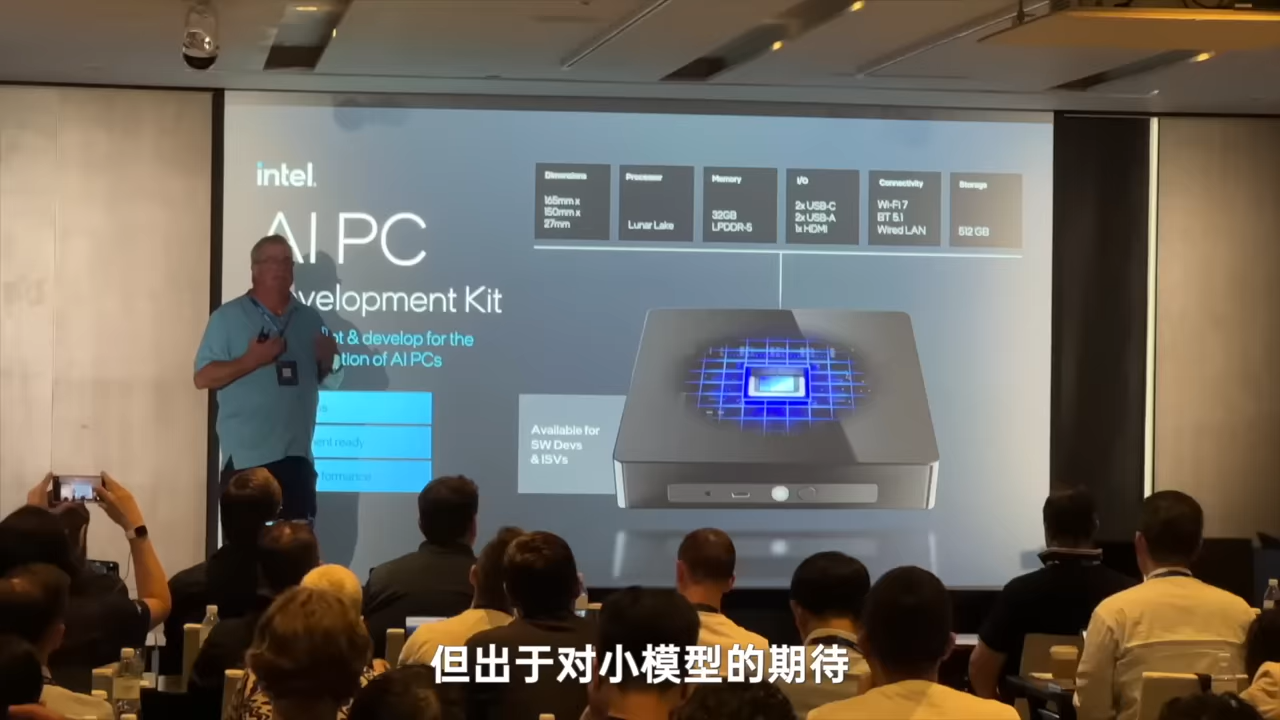 intel.
AI PC
velopment Kit
t & develop for the
tion of AI PCs
ent ready
formance
Dimensions
165mm x
150mm x
27mm
Processor
Lunar Lake
Memory
32GB
LPDDR-5
I/O
2x USB-C
2x USB-A
1x HDMI
Connectivity
Wi-Fi 7
BT 5.1
Wired LAN
Storage
512 GB
Available for
SW Devs
& ISVs
但出于对小模型的期待